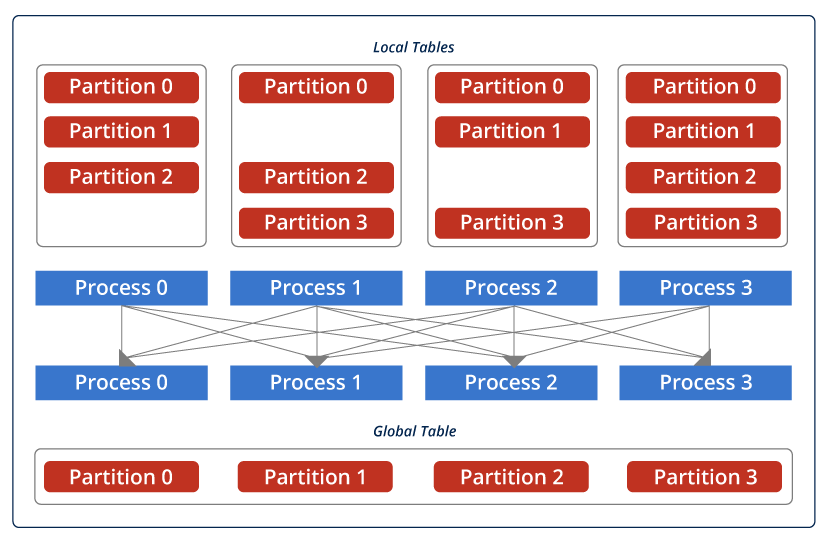 Local Tables
Partition 0
Partition 1
Partition 2
Partition 0
Partition 2
Partition 3
Partition 0
Partition 1
Partition 3
Partition 0
Partition 1
Partition 2
Partition 3
Process 0
Process 1
Process 2
Process 3
Process 0
Process 1
Process 2
Process 3
Global Table
Partition 0
Partition 1
Partition 2
Partition 3